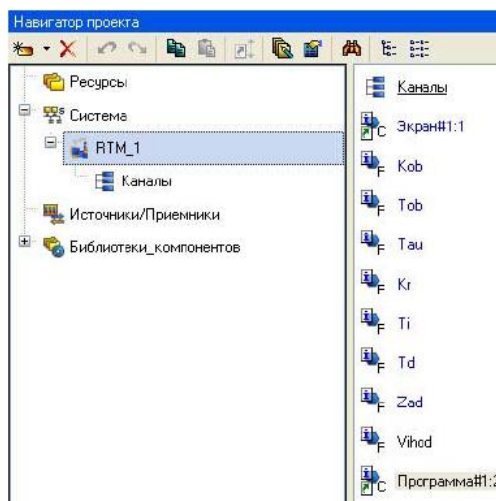 Навигатор проекта
Ресурсы
Система
RTM_1
Каналы
Источники/Приемники
Библиотеки_компонентов
Каналы
Экран#1:1
Kob
Tob
Tau
Kr
Ti
Td
Zad
Vihod
Программа#1:2